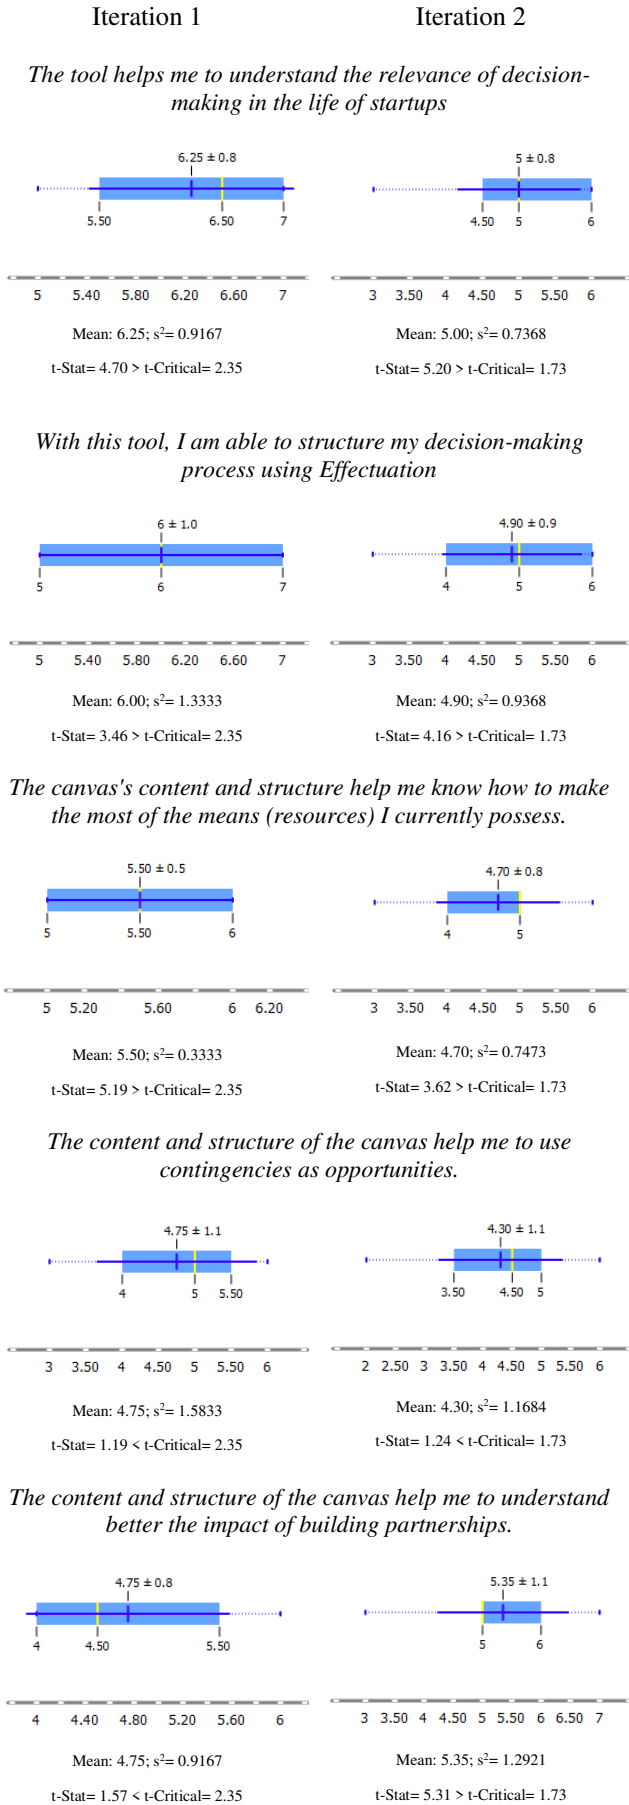 Iteration 1 Iteration 2
The tool helps me to understand the relevance of decision-
making in the life of startups
6.25 ± 0.8 5 ± 0.8
5.50 6.50 7 4.50 5 6
5 5.40 5.80 6.20 6.60 7 3 3.50 4 4.50 5 5.50 6
Mean: 6.25; s²= 0.9167 Mean: 5.00; s²= 0.7368
t-Stat= 4.70 > t-Critical= 2.35 t-Stat= 5.20 > t-Critical= 1.73
With this tool, I am able to structure my decision-making
process using Effectuation
6 ± 1.0 4.90 ± 0.9
5 6 7 4 5 6
5 5.40 5.80 6.20 6.60 7 3 3.50 4 4.50 5 5.50 6
Mean: 6.00; s²= 1.3333 Mean: 4.90; s²= 0.9368
t-Stat= 3.46 > t-Critical= 2.35 t-Stat= 4.16 > t-Critical= 1.73
The canvas's content and structure help me know how to make
the most of the means (resources) I currently possess.
5.50 ± 0.5 4.70 ± 0.8
5 5.50 6 4 5
5 5.20 5.60 6 6.20 3 3.50 4 4.50 5 5.50 6
Mean: 5.50; s²= 0.3333 Mean: 4.70; s²= 0.7473
t-Stat= 5.19 > t-Critical= 2.35 t-Stat= 3.62 > t-Critical= 1.73
The content and structure of the canvas help me to use
contingencies as opportunities.
4.75 ± 1.1 4.30 ± 1.1
4 5 5.50 3.50 4.50 5
3 3.50 4 4.50 5 5.50 6 2 2.50 3 3.50 4 4.50 5 5.50 6
Mean: 4.75; s²= 1.5833 Mean: 4.30; s²= 1.1684
t-Stat= 1.19 < t-Critical= 2.35 t-Stat= 1.24 < t-Critical= 1.73
The content and structure of the canvas help me to understand
better the impact of building partnerships.
4.75 ± 0.8 5.35 ± 1.1
4 4.50 5.50 5 6
4 4.40 4.80 5.20 5.60 6 3 3.50 4 4.50 5 5.50 6 6.50 7
Mean: 4.75; s²= 0.9167 Mean: 5.35; s²= 1.2921
t-Stat= 1.57 < t-Critical= 2.35 t-Stat= 5.31 > t-Critical= 1.73